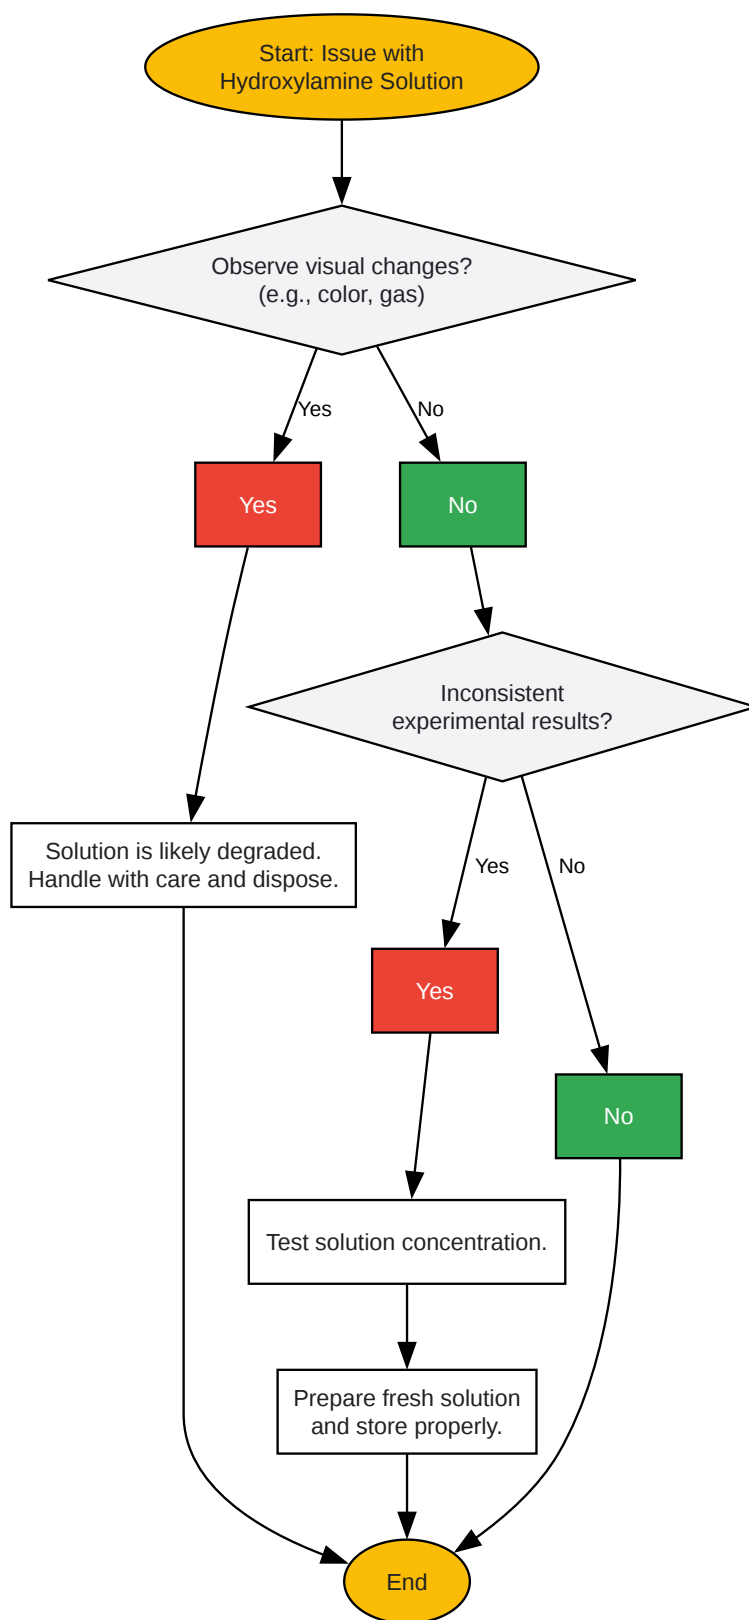 Start: Issue with
Hydroxylamine Solution
Observe visual changes?
(e.g., color, gas)
Yes
No
Yes
No
Inconsistent
experimental results?
Solution is likely degraded.
Handle with care and dispose.
Yes
No
Yes
No
Test solution concentration.
Prepare fresh solution
and store properly.
End